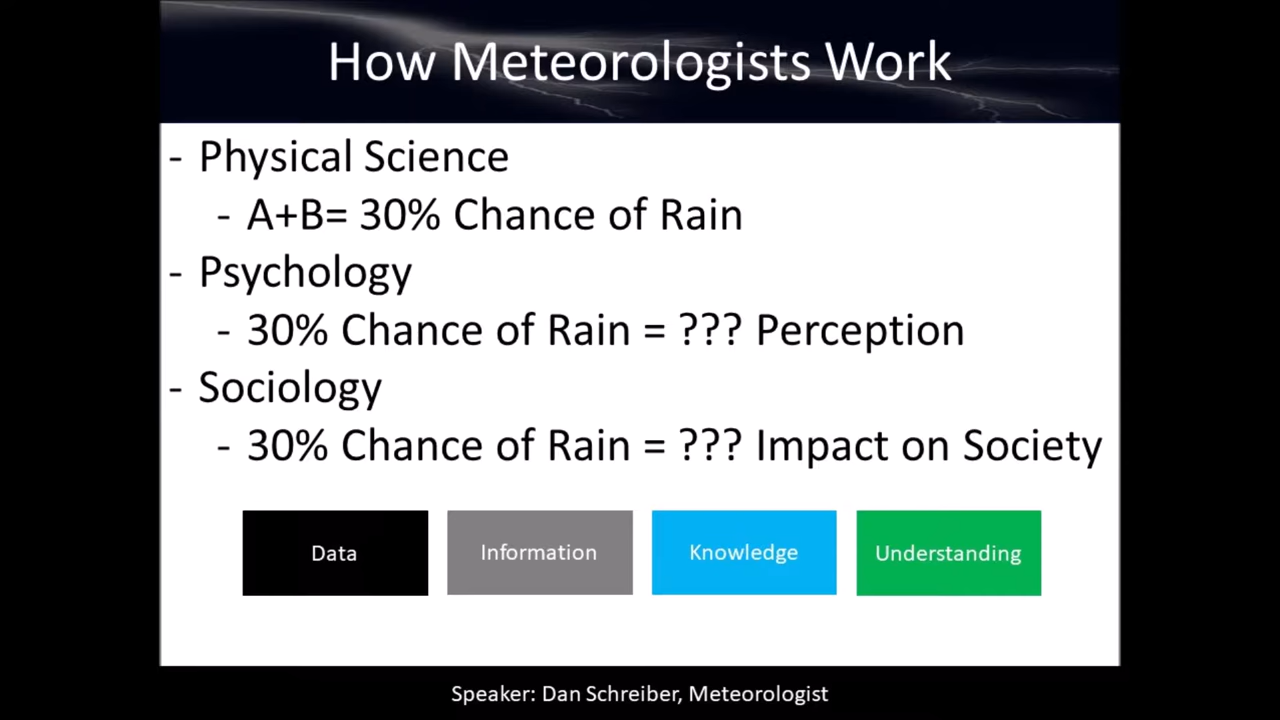 How Meteorologists Work
- Physical Science
- A+B= 30% Chance of Rain
- Psychology
- 30% Chance of Rain = ??? Perception
- Sociology
- 30% Chance of Rain = ??? Impact on Society
Data Information Knowledge Understanding
Speaker: Dan Schreiber, Meteorologist